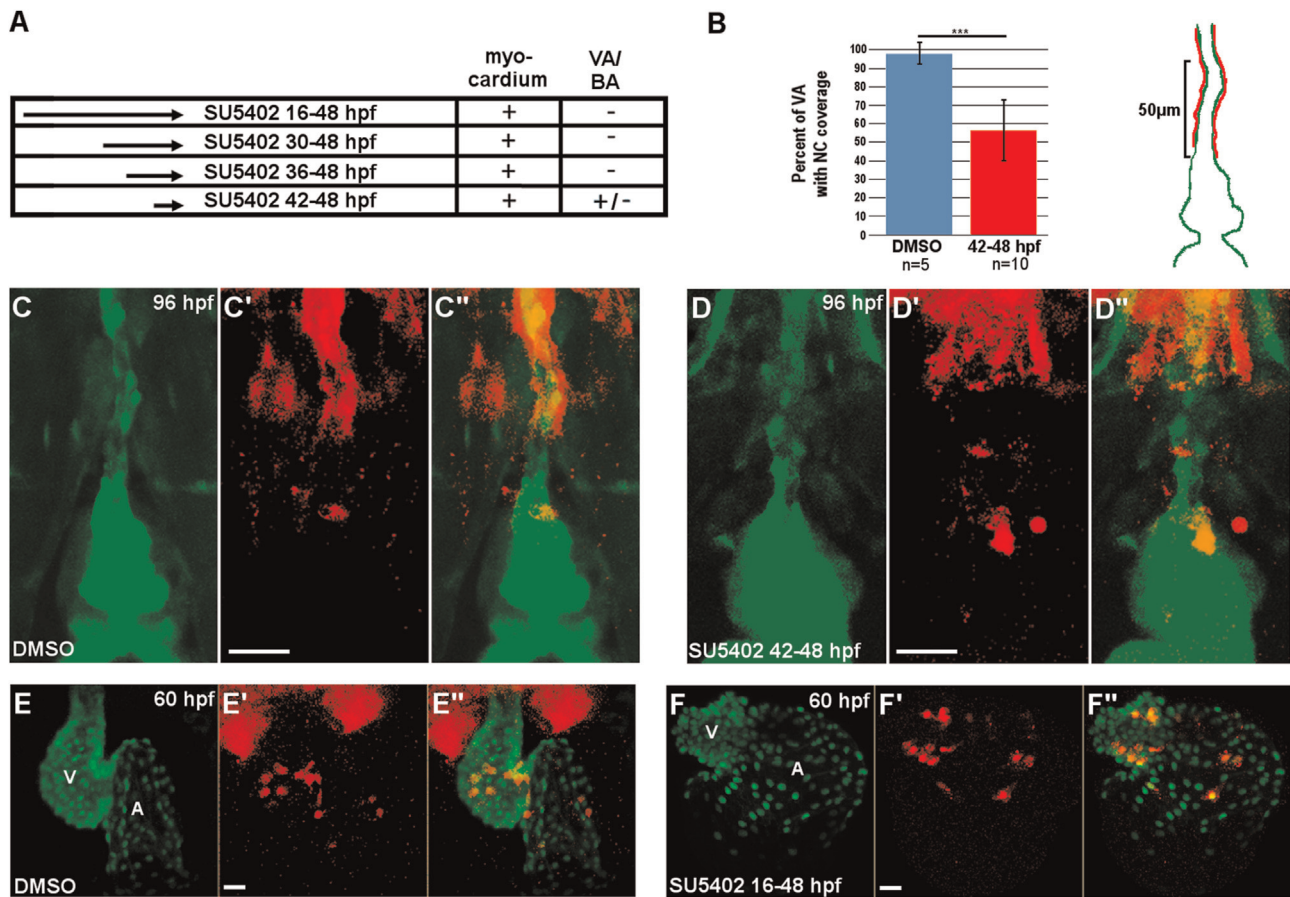 A
myo-
cardium
VA/
BA
SU5402 16-48 hpf + -
SU5402 30-48 hpf + -
SU5402 36-48 hpf + -
SU5402 42-48 hpf + +/-
B
Percent of VA
with NC coverage
***
100
90
80
70
60
50
40
30
20
10
0
DMSO
n=5
42-48 hpf
n=10
50µm
C
96 hpf
DMSO
C'
C"
D
96 hpf
SU5402 42-48 hpf
D'
D"
E
60 hpf
V
A
DMSO
E'
E"
F
60 hpf
V
A
SU5402 16-48 hpf
F'
F"